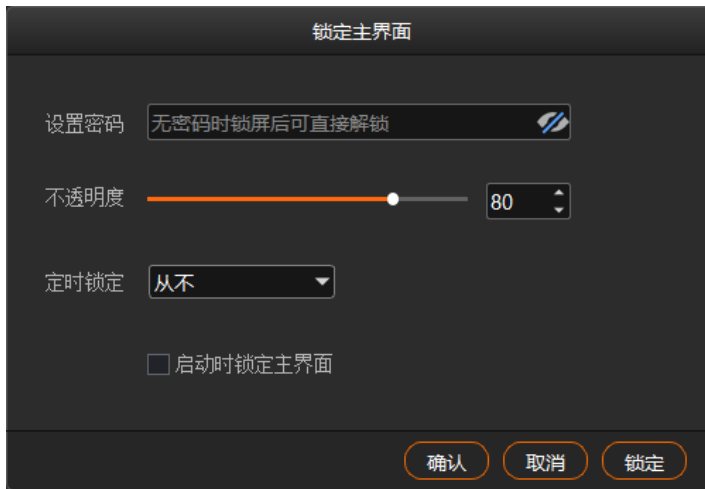 锁定主界面
设置密码 无密码时锁屏后可直接解锁
不透明度 80
定时锁定 从不
启动时锁定主界面
确认 取消 锁定